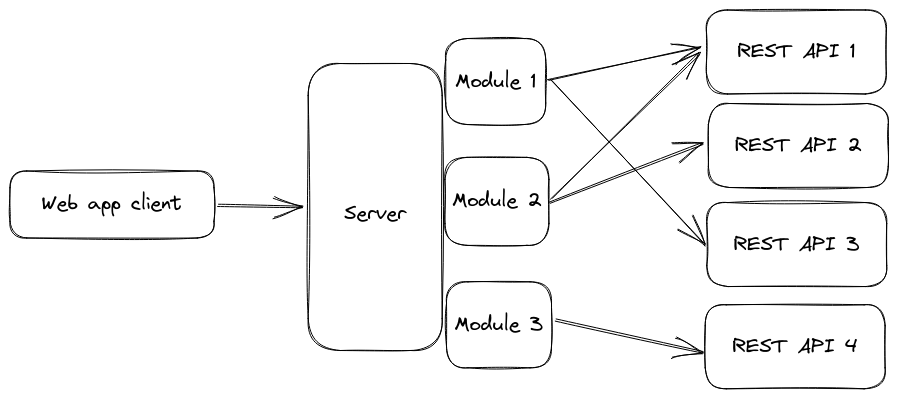 Web app client
Server
Module 1
Module 2
Module 3
REST API 1
REST API 2
REST API 3
REST API 4